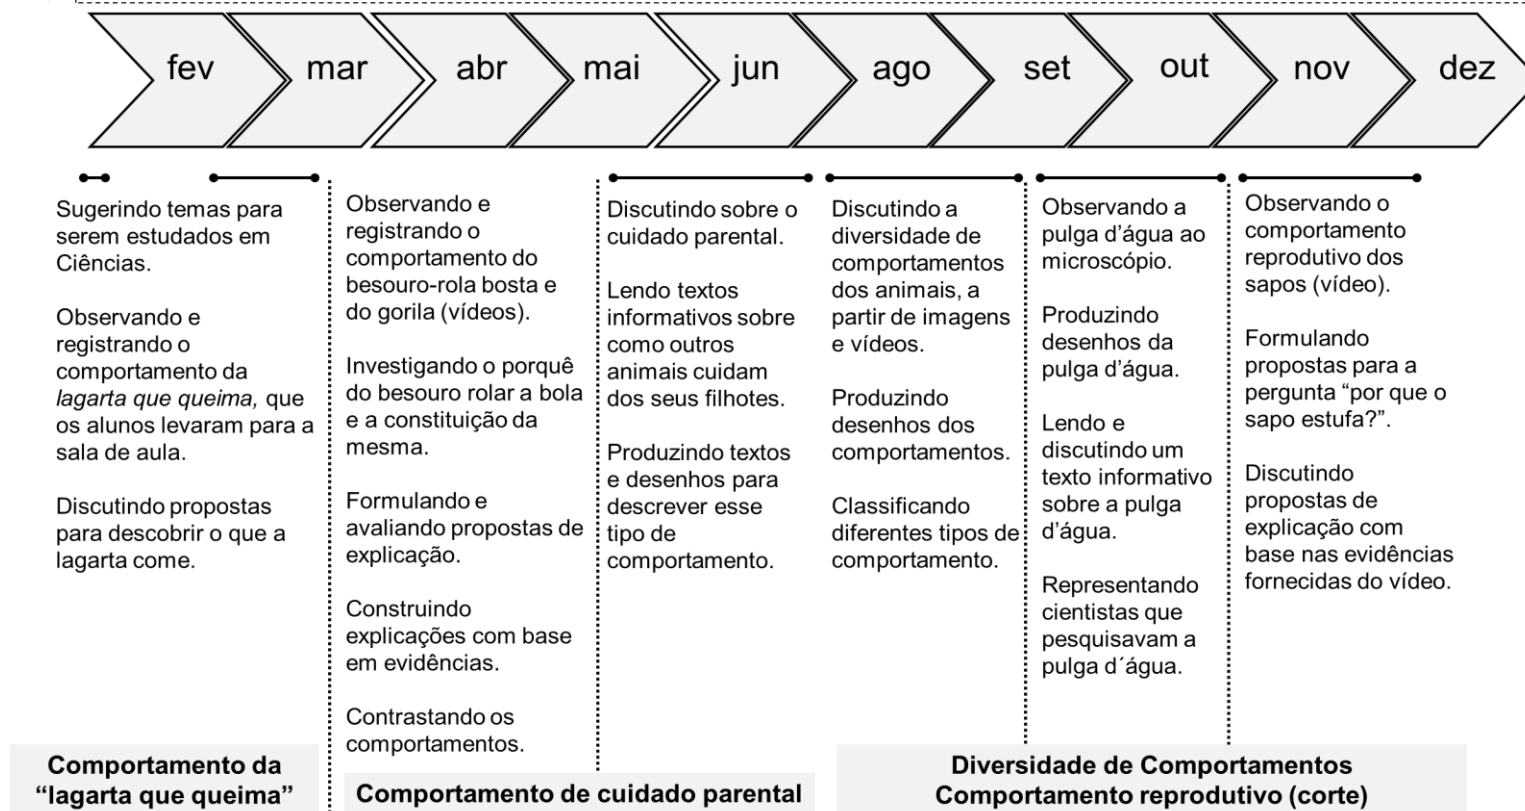 fev
mar
abr
mai
jun
ago
set
out
nov
dez
Sugerindo temas para
serem estudados em
Ciências.
Observando e
registrando o
comportamento da
lagarta que queima, que
os alunos levaram para a
sala de aula.
Discutindo propostas
para descobrir o que a
lagarta come.
Observando e
registrando o
comportamento do
besouro-rola bosta e
do gorila (vídeos).
Investigando o porquê
do besouro rolar a bola
e a constituição da
mesma.
Formulando e
avaliando propostas de
explicação.
Construindo
explicações com base
em evidências.
Contrastando os
comportamentos.
Discutindo sobre o
cuidado parental.
Lendo textos
informativos sobre
como outros
animais cuidam
dos seus filhotes.
Produzindo textos
e desenhos para
descrever esse
tipo de
comportamento.
Discutindo a
diversidade de
comportamentos
dos animais, a
partir de imagens
e vídeos.
Produzindo
desenhos dos
comportamentos.
Classificando
diferentes tipos de
comportamento.
Observando a
pulga d’água ao
microscópio.
Produzindo
desenhos da
pulga d’água.
Lendo e
discutindo um
texto informativo
sobre a pulga
d’água.
Representando
cientistas que
pesquisavam a
pulga d´água.
Observando o
comportamento
reprodutivo dos
sapos (vídeo).
Formulando
propostas para a
pergunta “por que o
sapo estufa?”.
Discutindo
propostas de
explicação com
base nas evidências
fornecidas do vídeo.
Comportamento da
“lagarta que queima”
Comportamento de cuidado parental
Diversidade de Comportamentos
Comportamento reprodutivo (corte)